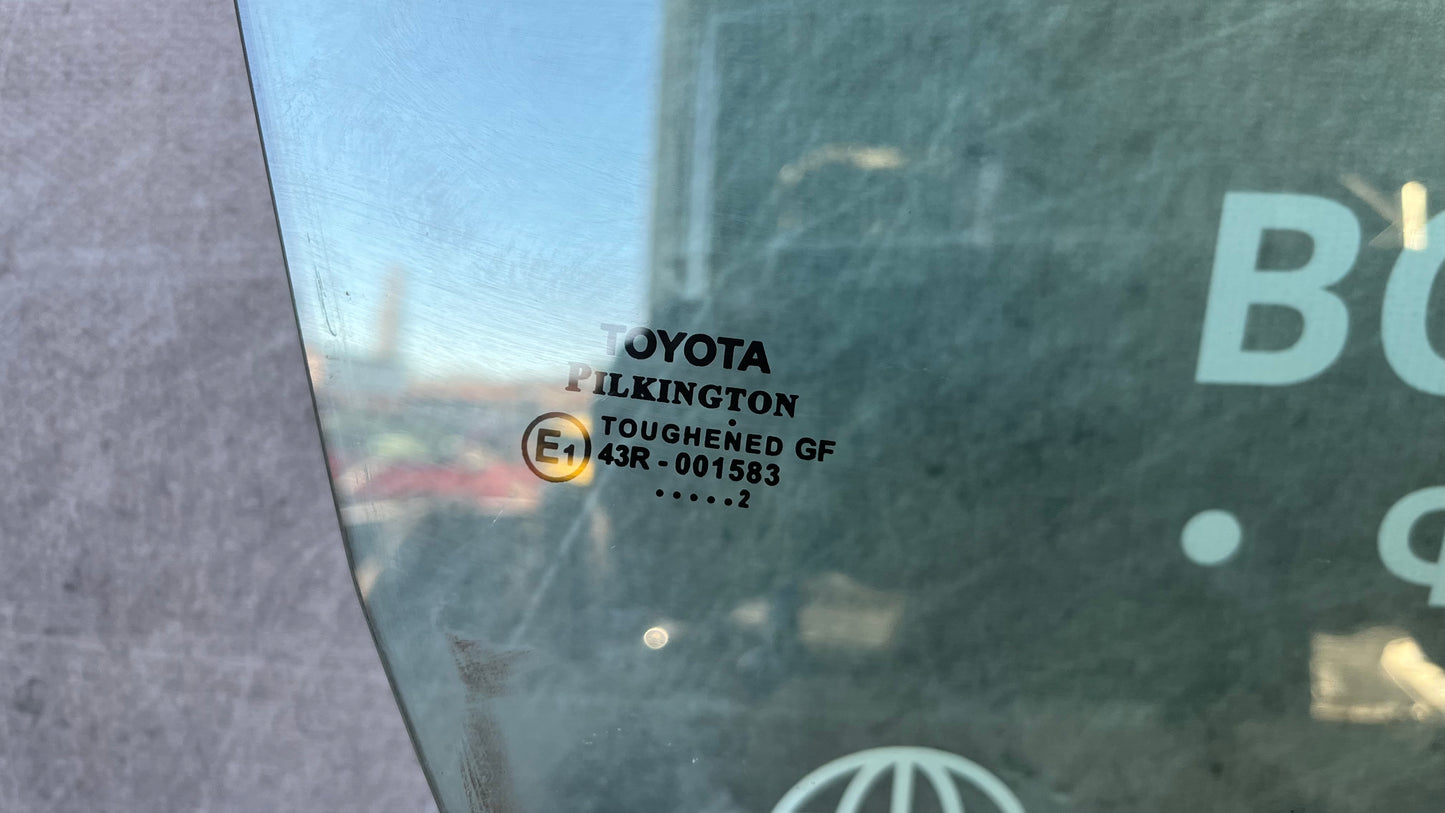 TOYOTA
PILKINGTON
TOUGHENED GF
E1
43R - 001583
.....2